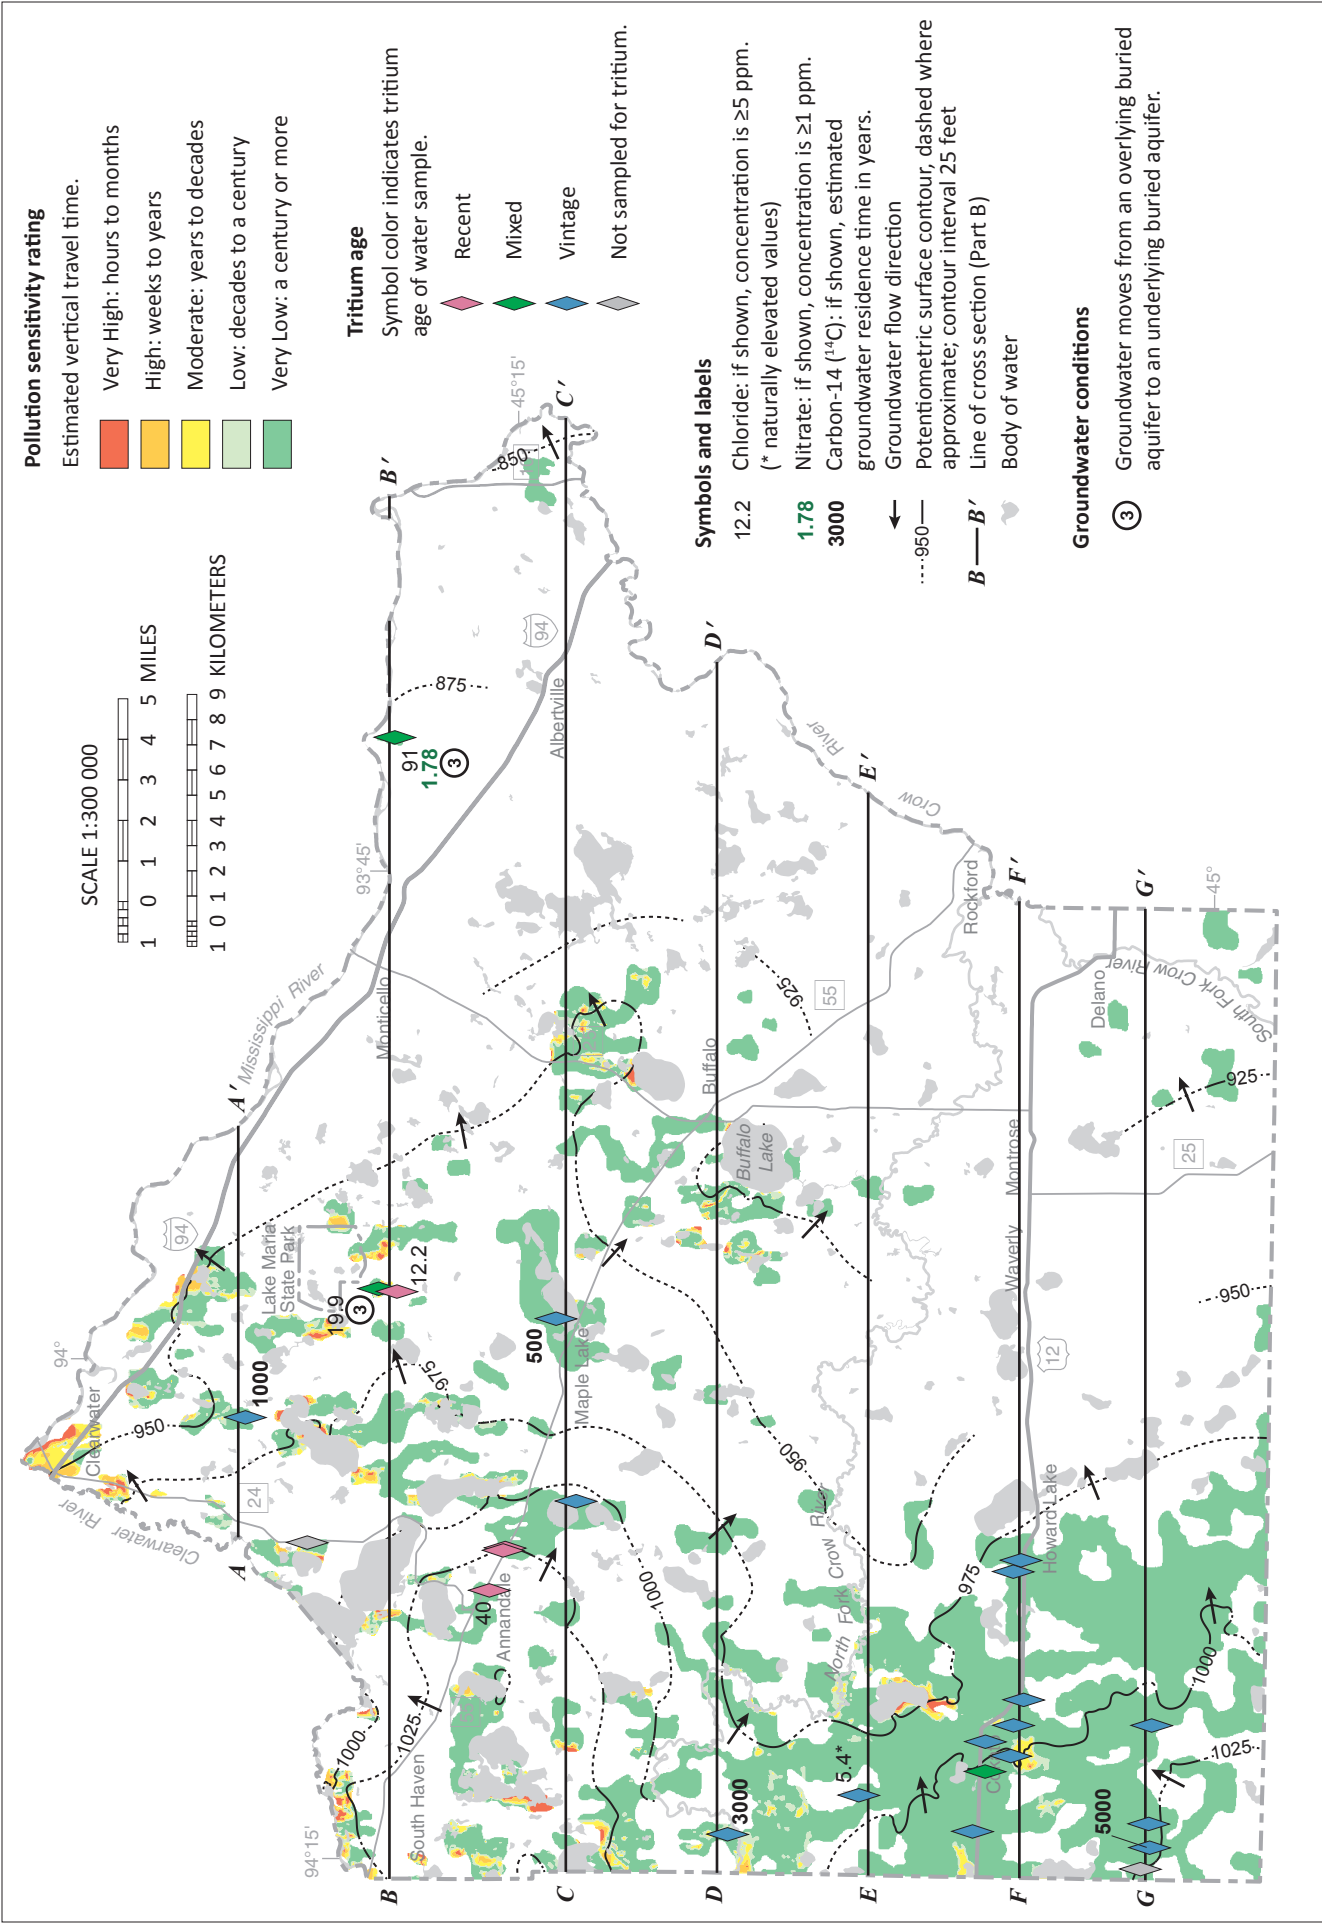 Pollution sensitivity rating
Estimated vertical travel time.
Very High: hours to months
High: weeks to years
Moderate: years to decades
Low: decades to a century
Very Low: a century or more
Tritium age
Symbol color indicates tritium
age of water sample.
Recent
Mixed
Vintage
Not sampled for tritium.
Symbols and labels
12.2 Chloride: if shown, concentration is ≥5 ppm.
(* naturally elevated values)
1.78 Nitrate: if shown, concentration is ≥1 ppm.
3000 Carbon-14 (¹⁴C): if shown, estimated
groundwater residence time in years.
Groundwater flow direction
950 Potentiometric surface contour, dashed where
approximate; contour interval 25 feet
B B′ Line of cross section (Part B)
Body of water
Groundwater conditions
3 Groundwater moves from an overlying buried
aquifer to an underlying buried aquifer.
SCALE 1:300 000
1 0 1 2 3 4 5 MILES
1 0 1 2 3 4 5 6 7 8 9 KILOMETERS
94°15'
94°
93°45'
45°15'
45°
A
A′
B
B′
C
C′
D
D′
E
E′
F
F′
G
G′
Clearwater River
Clearwater
Mississippi River
94
24
Lake Maria
State Park
Monticello
950
1000
19.9
3
12.2
975
91
1.78
3
875
850
94
Albertville
500
Maple Lake
40
Annandale
South Haven
1000
1025
1000
Buffalo
Buffalo
Lake
925
55
Crow
River
950
3000
North Fork Crow River
5.4*
Rockford
Howard Lake
Waverly
Montrose
975
12
Delano
South Fork Crow River
925
25
950
1000
1025
5000